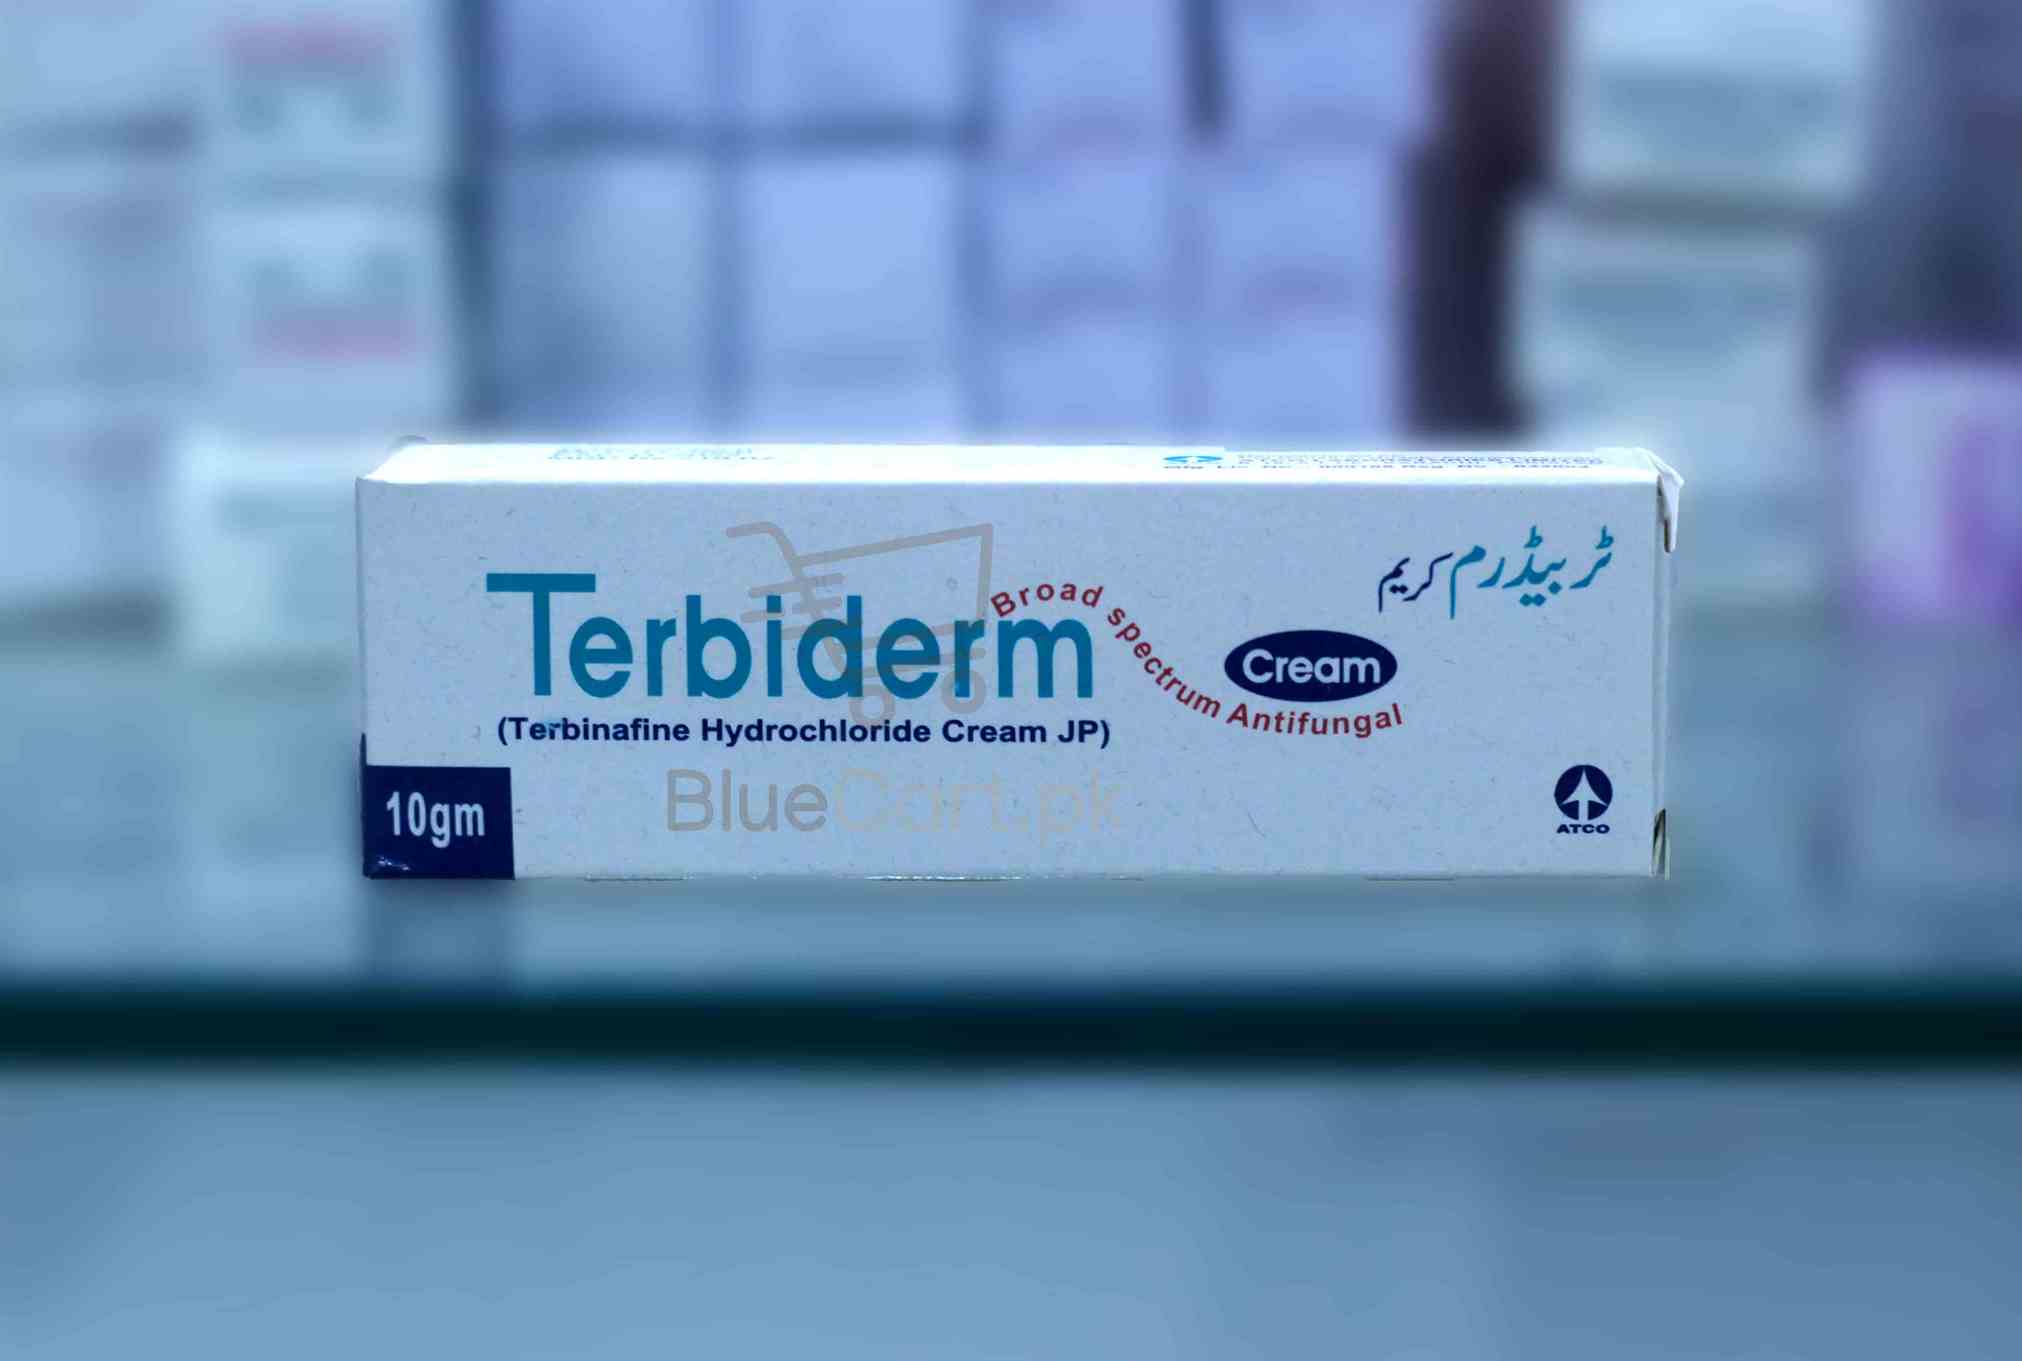 ٹربیڈرم کریم
Terbiderm
Broad spectrum Antifungal
Cream
(Terbinafine Hydrochloride Cream JP)
10gm
BlueCart.pk
ATCO